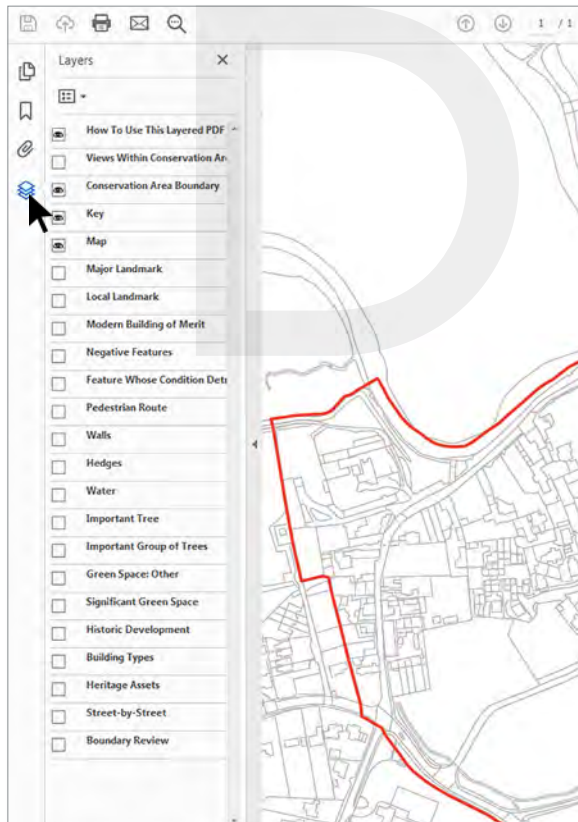 1 / 1
Layers
How To Use This Layered PDF
Views Within Conservation Are
Conservation Area Boundary
Key
Map
Major Landmark
Local Landmark
Modern Building of Merit
Negative Features
Feature Whose Condition Detr
Pedestrian Route
Walls
Hedges
Water
Important Tree
Important Group of Trees
Green Space: Other
Significant Green Space
Historic Development
Building Types
Heritage Assets
Street-by-Street
Boundary Review
D